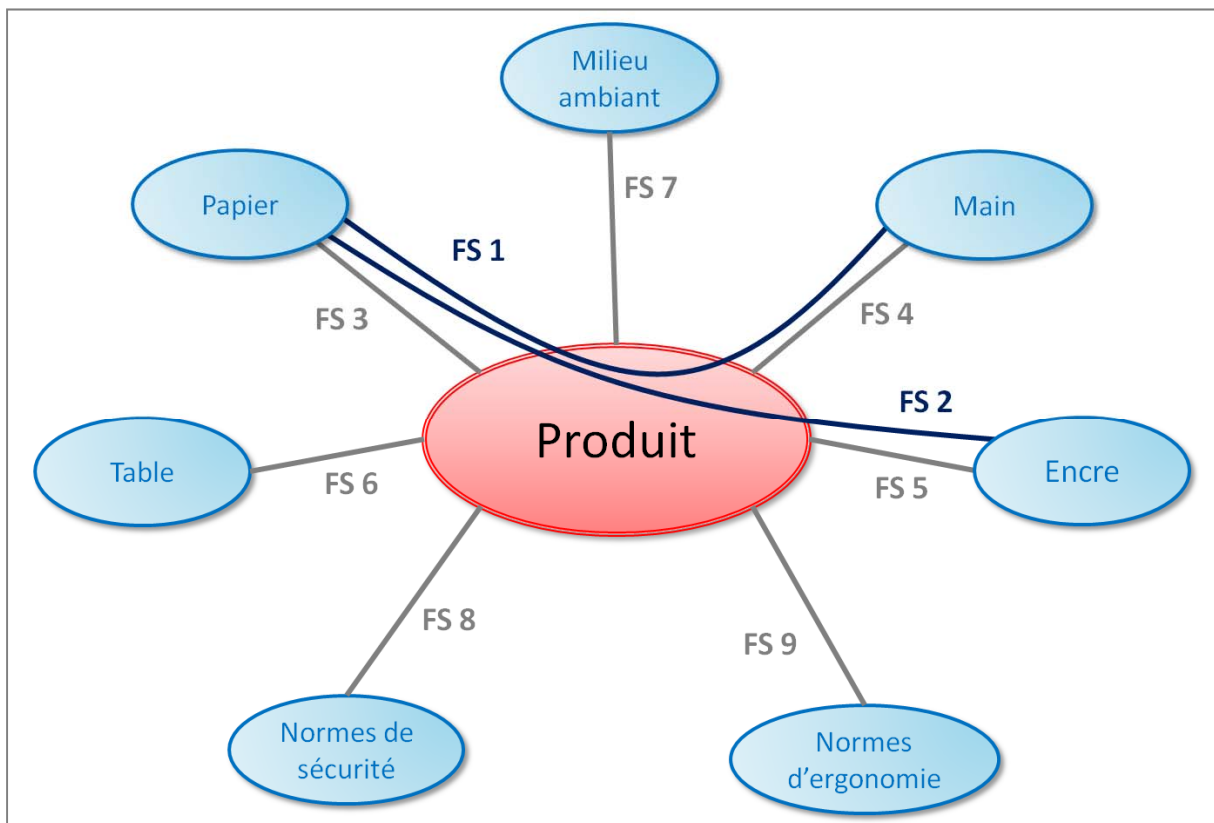 Milieu
ambiant
FS 7
Papier
Main
FS 1
FS 3
FS 4
FS 2
Produit
Table
FS 6
FS 5
Encre
FS 8
FS 9
Normes de
sécurité
Normes
d'ergonomie